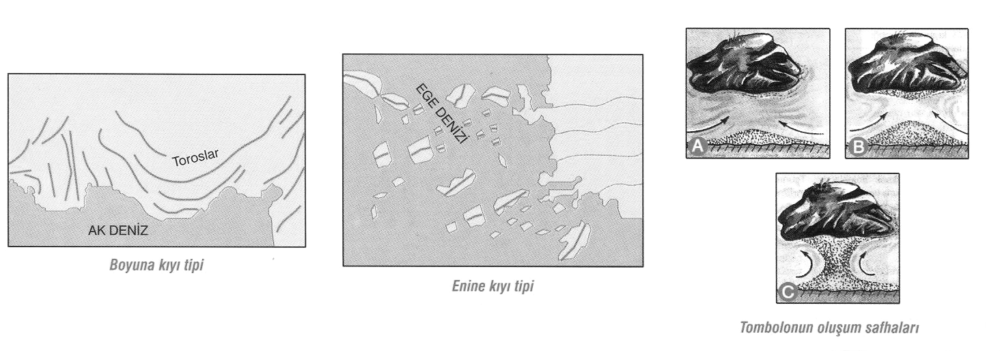 Toroslar
AK DENİZ
Boyuna kıyı tipi
EGE DENİZİ
Enine kıyı tipi
A
B
C
Tombolonun oluşum safhaları